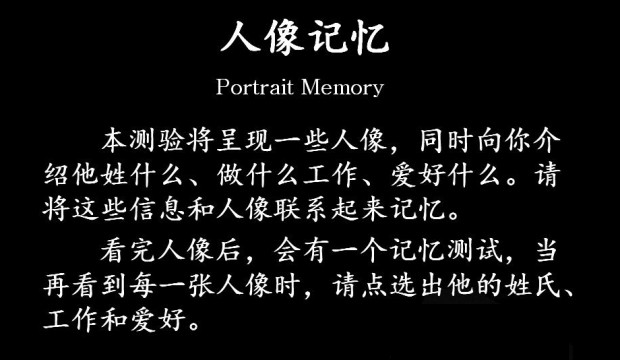 人像记忆
Portrait Memory
本测验将呈现一些人像，同时向你介
绍他姓什么、做什么工作、爱好什么。请
将这些信息和人像联系起来记忆。
看完人像后，会有一个记忆测试，当
再看到每一张人像时，请点选出他的姓氏、
工作和爱好。